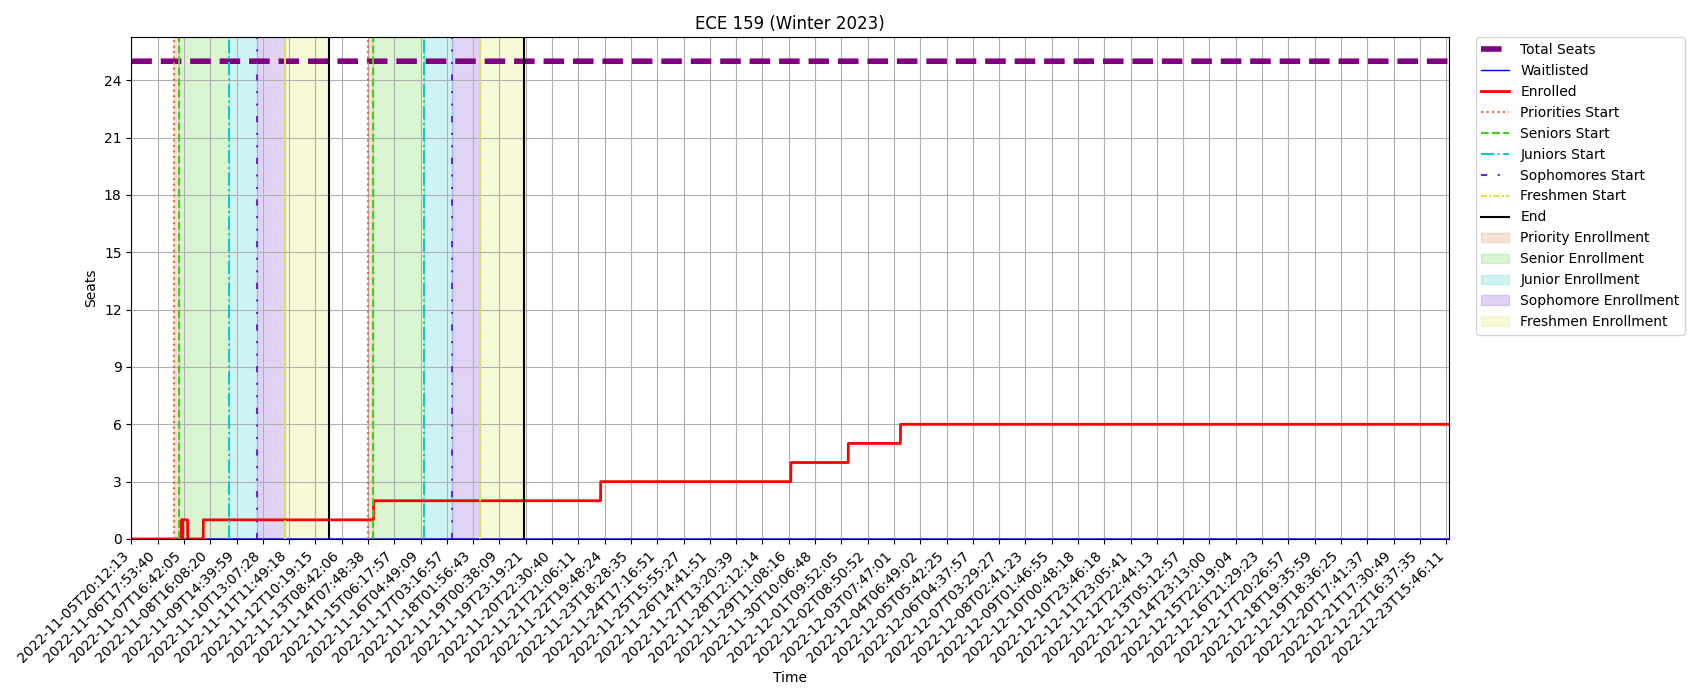 ECE 159 (Winter 2023)
Seats
24
21
18
15
12
9
6
3
0
2022-11-05T20:12:13
2022-11-06T17:53:40
2022-11-07T16:42:05
2022-11-08T16:08:20
2022-11-09T14:39:59
2022-11-10T13:07:28
2022-11-11T11:49:18
2022-11-12T10:19:15
2022-11-13T08:42:06
2022-11-14T07:48:38
2022-11-15T06:17:57
2022-11-16T04:49:09
2022-11-17T03:16:57
2022-11-18T01:56:43
2022-11-19T00:38:09
2022-11-19T23:19:21
2022-11-20T22:30:40
2022-11-21T21:06:11
2022-11-22T19:48:24
2022-11-23T18:28:35
2022-11-24T17:16:51
2022-11-25T15:55:27
2022-11-26T14:41:51
2022-11-27T13:20:39
2022-11-28T12:12:14
2022-11-29T11:08:16
2022-11-30T10:06:48
2022-12-01T09:52:05
2022-12-02T08:50:52
2022-12-03T07:47:01
2022-12-04T06:49:02
2022-12-05T05:42:25
2022-12-06T04:37:57
2022-12-07T03:29:27
2022-12-08T02:41:23
2022-12-09T01:46:55
2022-12-10T00:48:18
2022-12-10T23:46:18
2022-12-11T23:05:41
2022-12-12T22:44:13
2022-12-13T05:12:57
2022-12-14T23:13:00
2022-12-15T22:19:04
2022-12-16T21:29:23
2022-12-17T20:26:57
2022-12-18T19:35:59
2022-12-19T18:36:25
2022-12-20T17:41:37
2022-12-21T17:30:49
2022-12-22T16:37:35
2022-12-23T15:46:11
Time
Total Seats
Waitlisted
Enrolled
Priorities Start
Seniors Start
Juniors Start
Sophomores Start
Freshmen Start
End
Priority Enrollment
Senior Enrollment
Junior Enrollment
Sophomore Enrollment
Freshmen Enrollment